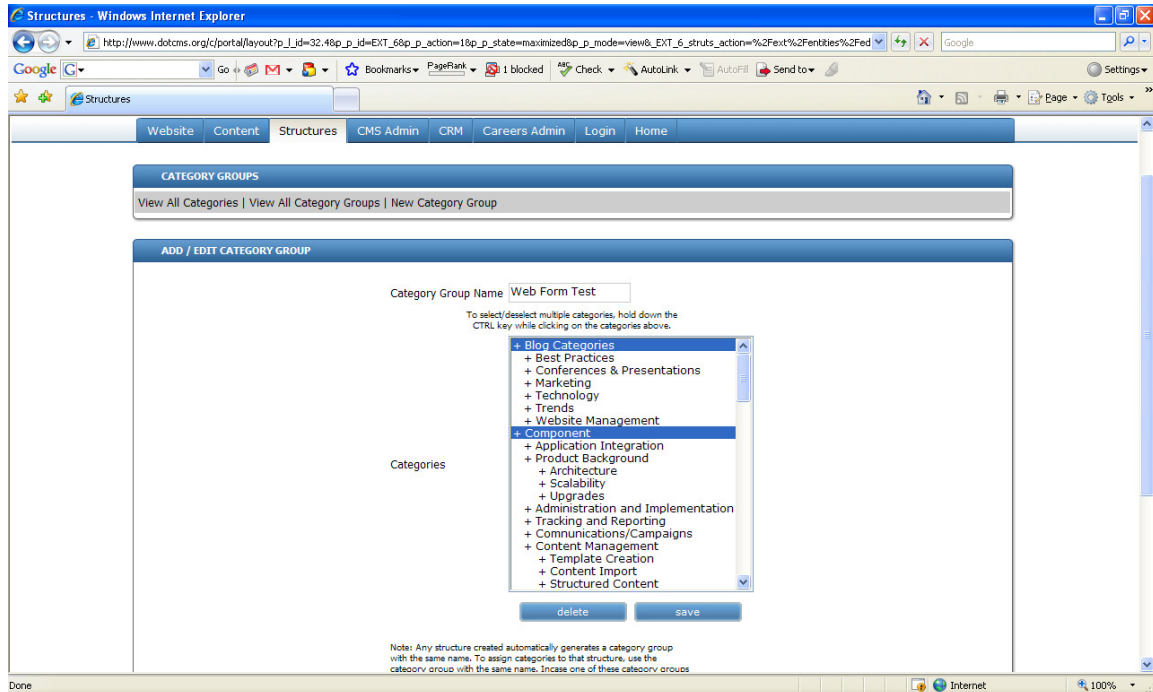 Structures - Windows Internet Explorer
http://www.dotcms.org/c/portal/layout?p_l_id=32.4&p_p_id=EXT_6&p_p_action=1&p_p_state=maximized&p_p_mode=view&_EXT_6_struts_action=%2Fext%2Fentities%2Fed
Google
Google G Go Bookmarks PageRank 1 blocked ABC Check AutoLink AutoFill Send to Settings
Structures Page Tools »
Website Content Structures CMS Admin CRM Careers Admin Login Home
CATEGORY GROUPS
View All Categories | View All Category Groups | New Category Group
ADD / EDIT CATEGORY GROUP
Category Group Name Web Form Test
To select/deselect multiple categories, hold down the
CTRL key while clicking on the categories above.
+ Blog Categories
+ Best Practices
+ Conferences & Presentations
+ Marketing
+ Technology
+ Trends
+ Website Management
+ Component
+ Application Integration
+ Product Background
Categories
+ Architecture
+ Scalability
+ Upgrades
+ Administration and Implementation
+ Tracking and Reporting
+ Comnunications/Campaigns
+ Content Management
+ Template Creation
+ Content Import
+ Structured Content
delete save
Note: Any structure created automatically generates a category group
with the same name. To assign categories to that structure, use the
category group with the same name. Incase one of these category groups
Done Internet 100%